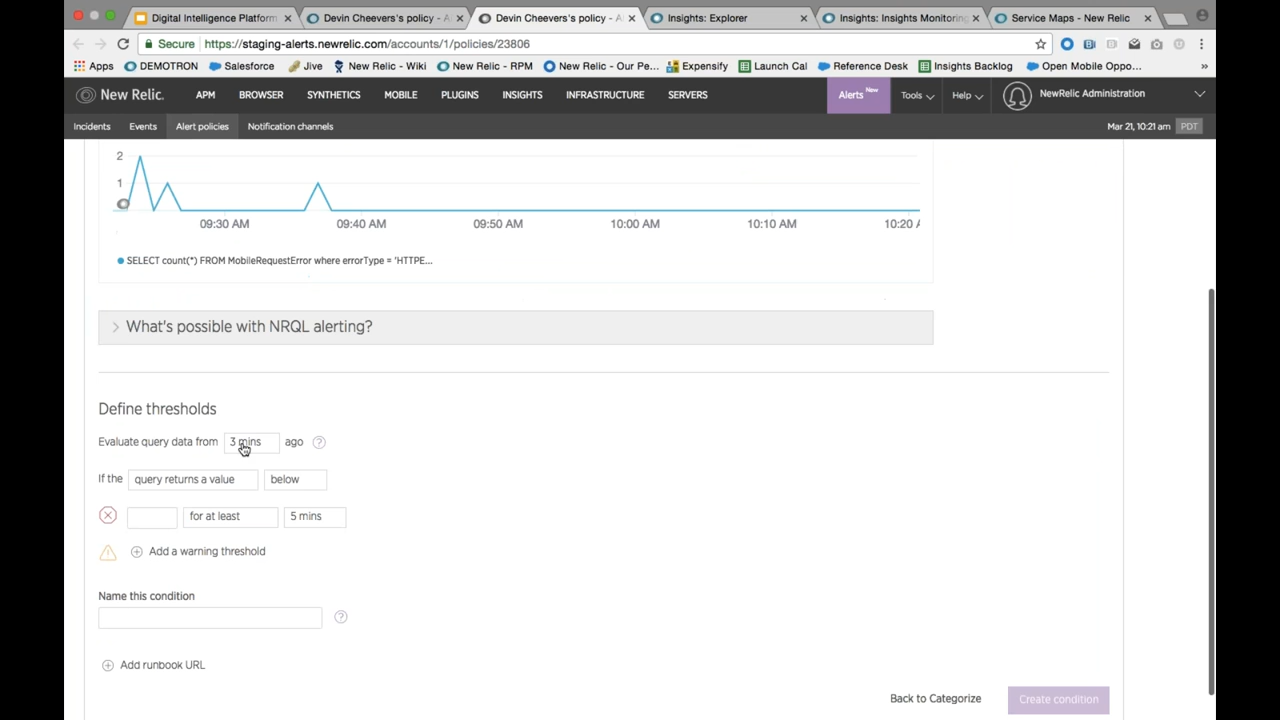 Digital Intelligence Platform
Devin Cheevers's policy - Al
Devin Cheevers's policy - Al
Insights: Explorer
Insights: Insights Monitoring
Service Maps - New Relic
Secure https://staging-alerts.newrelic.com/accounts/1/policies/23806
Apps DEMOTRON Salesforce Jive New Relic - Wiki New Relic - RPM New Relic - Our Pe... Expensify Launch Cal Reference Desk Insights Backlog Open Mobile Oppo... »
New Relic. APM BROWSER SYNTHETICS MOBILE PLUGINS INSIGHTS INFRASTRUCTURE SERVERS Alerts New Tools Help NewRelic Administration
Incidents Events Alert policies Notification channels Mar 21, 10:21 am PDT
2
1
09:30 AM 09:40 AM 09:50 AM 10:00 AM 10:10 AM 10:20
SELECT count(*) FROM MobileRequestError where errorType = 'HTTPE...
What's possible with NRQL alerting?
Define thresholds
Evaluate query data from 3 mins ago ?
If the query returns a value below
for at least 5 mins
Add a warning threshold
Name this condition
?
Add runbook URL
Back to Categorize Create condition